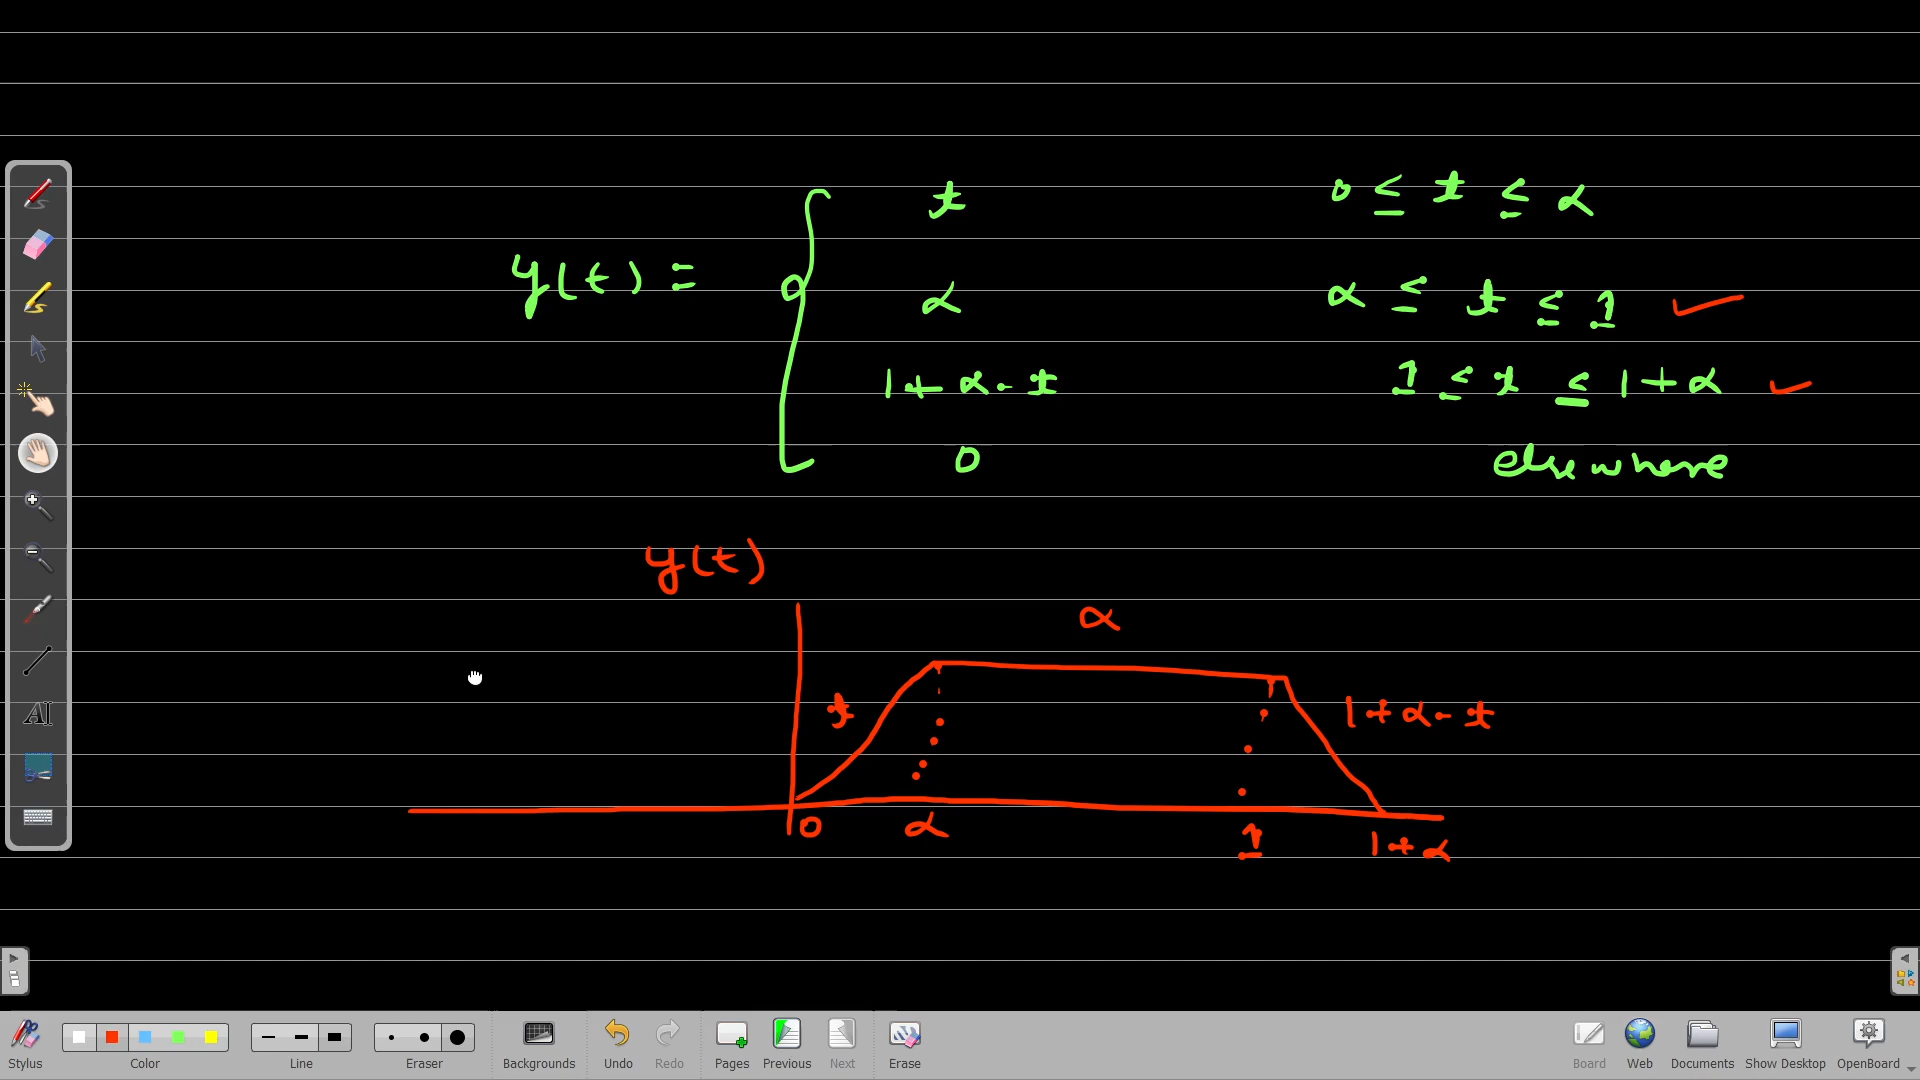 t 0 ≤ t ≤ α
y(t) = α α ≤ t ≤ 1
1 + α - t 1 ≤ t ≤ 1 + α
0 elsewhere
y(t)
α
t 1 + α - t
0 α 1 1 + α
Stylus Color Line Eraser Backgrounds Undo Redo Pages Previous Next Erase Board Web Documents Show Desktop OpenBoard